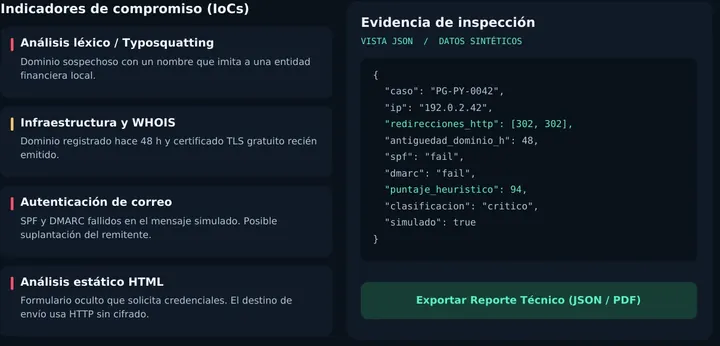 Indicadores de compromiso (IoCs)
Análisis léxico / Typosquatting
Dominio sospechoso con un nombre que imita a una entidad
financiera local.
Infraestructura y WHOIS
Dominio registrado hace 48 h y certificado TLS gratuito recién
emitido.
Autenticación de correo
SPF y DMARC fallidos en el mensaje simulado. Posible
suplantación del remitente.
Análisis estático HTML
Formulario oculto que solicita credenciales. El destino de
envío usa HTTP sin cifrado.
Evidencia de inspección
VISTA JSON / DATOS SINTÉTICOS
{
"caso": "PG-PY-0042",
"ip": "192.0.2.42",
"redirecciones_http": [302, 302],
"antiguedad_dominio_h": 48,
"spf": "fail",
"dmarc": "fail",
"puntaje_heuristico": 94,
"clasificacion": "critico",
"simulado": true
}
Exportar Reporte Técnico (JSON / PDF)